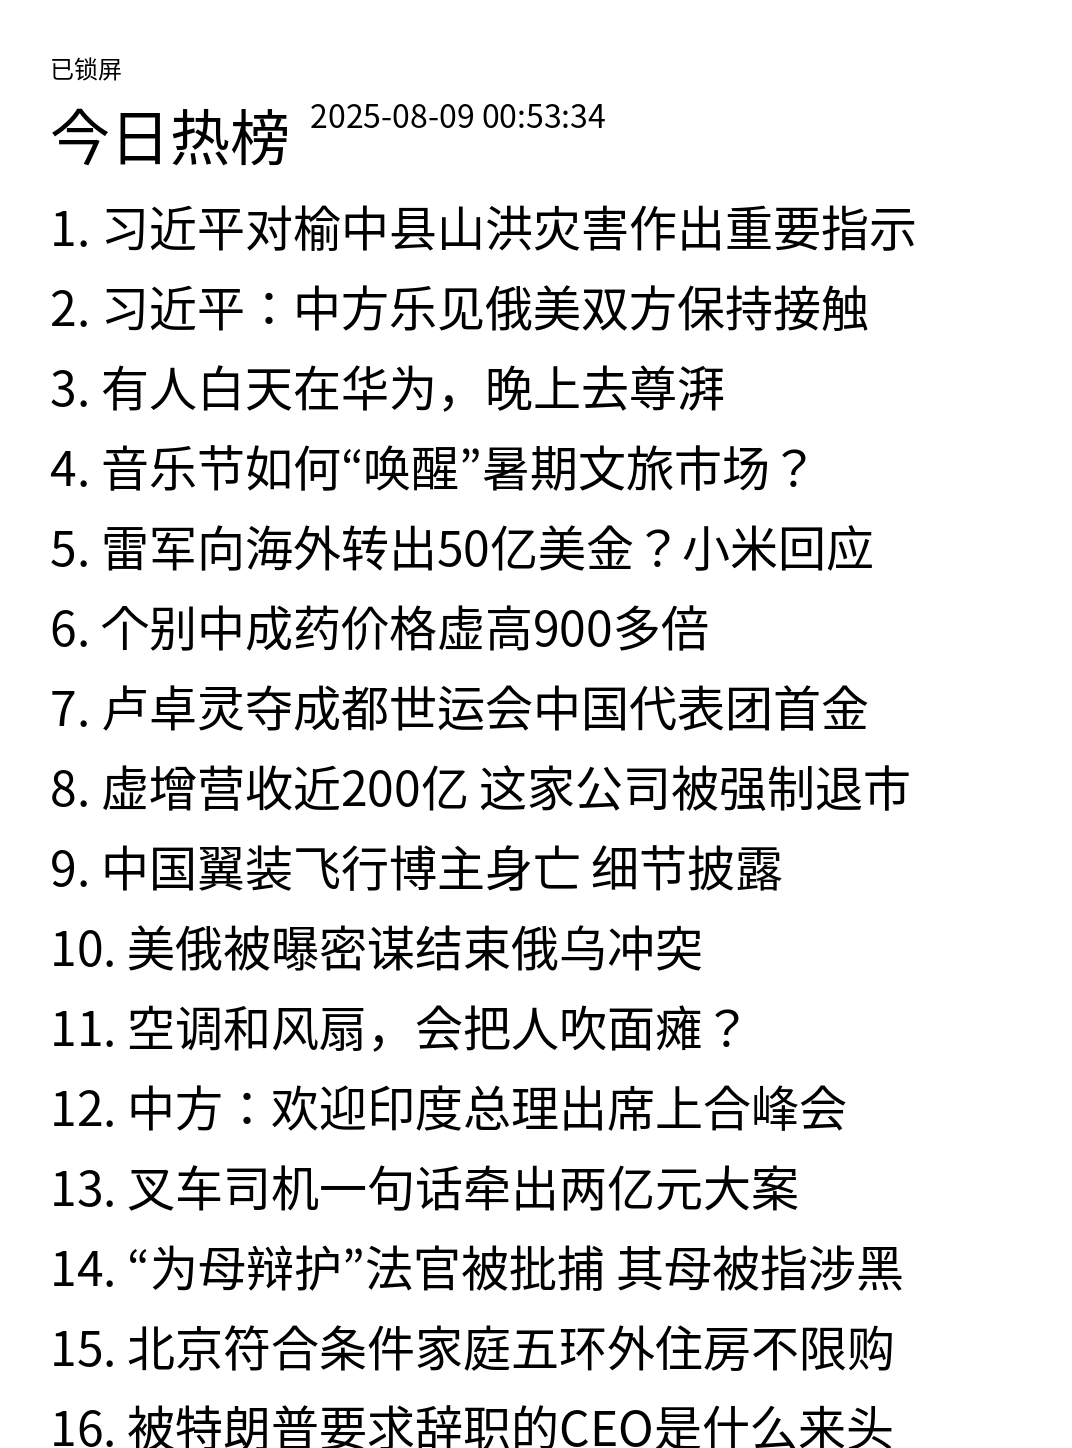 已锁屏
今日热榜 2025-08-09 00:53:34
1. 习近平对榆中县山洪灾害作出重要指示
2. 习近平：中方乐见俄美双方保持接触
3. 有人白天在华为，晚上去尊湃
4. 音乐节如何“唤醒”暑期文旅市场？
5. 雷军向海外转出50亿美金？小米回应
6. 个别中成药价格虚高900多倍
7. 卢卓灵夺成都世运会中国代表团首金
8. 虚增营收近200亿 这家公司被强制退市
9. 中国翼装飞行博主身亡 细节披露
10. 美俄被曝密谋结束俄乌冲突
11. 空调和风扇，会把人吹面瘫？
12. 中方：欢迎印度总理出席上合峰会
13. 叉车司机一句话牵出两亿元大案
14. “为母辩护”法官被批捕 其母被指涉黑
15. 北京符合条件家庭五环外住房不限购
16. 被特朗普要求辞职的CEO是什么来头